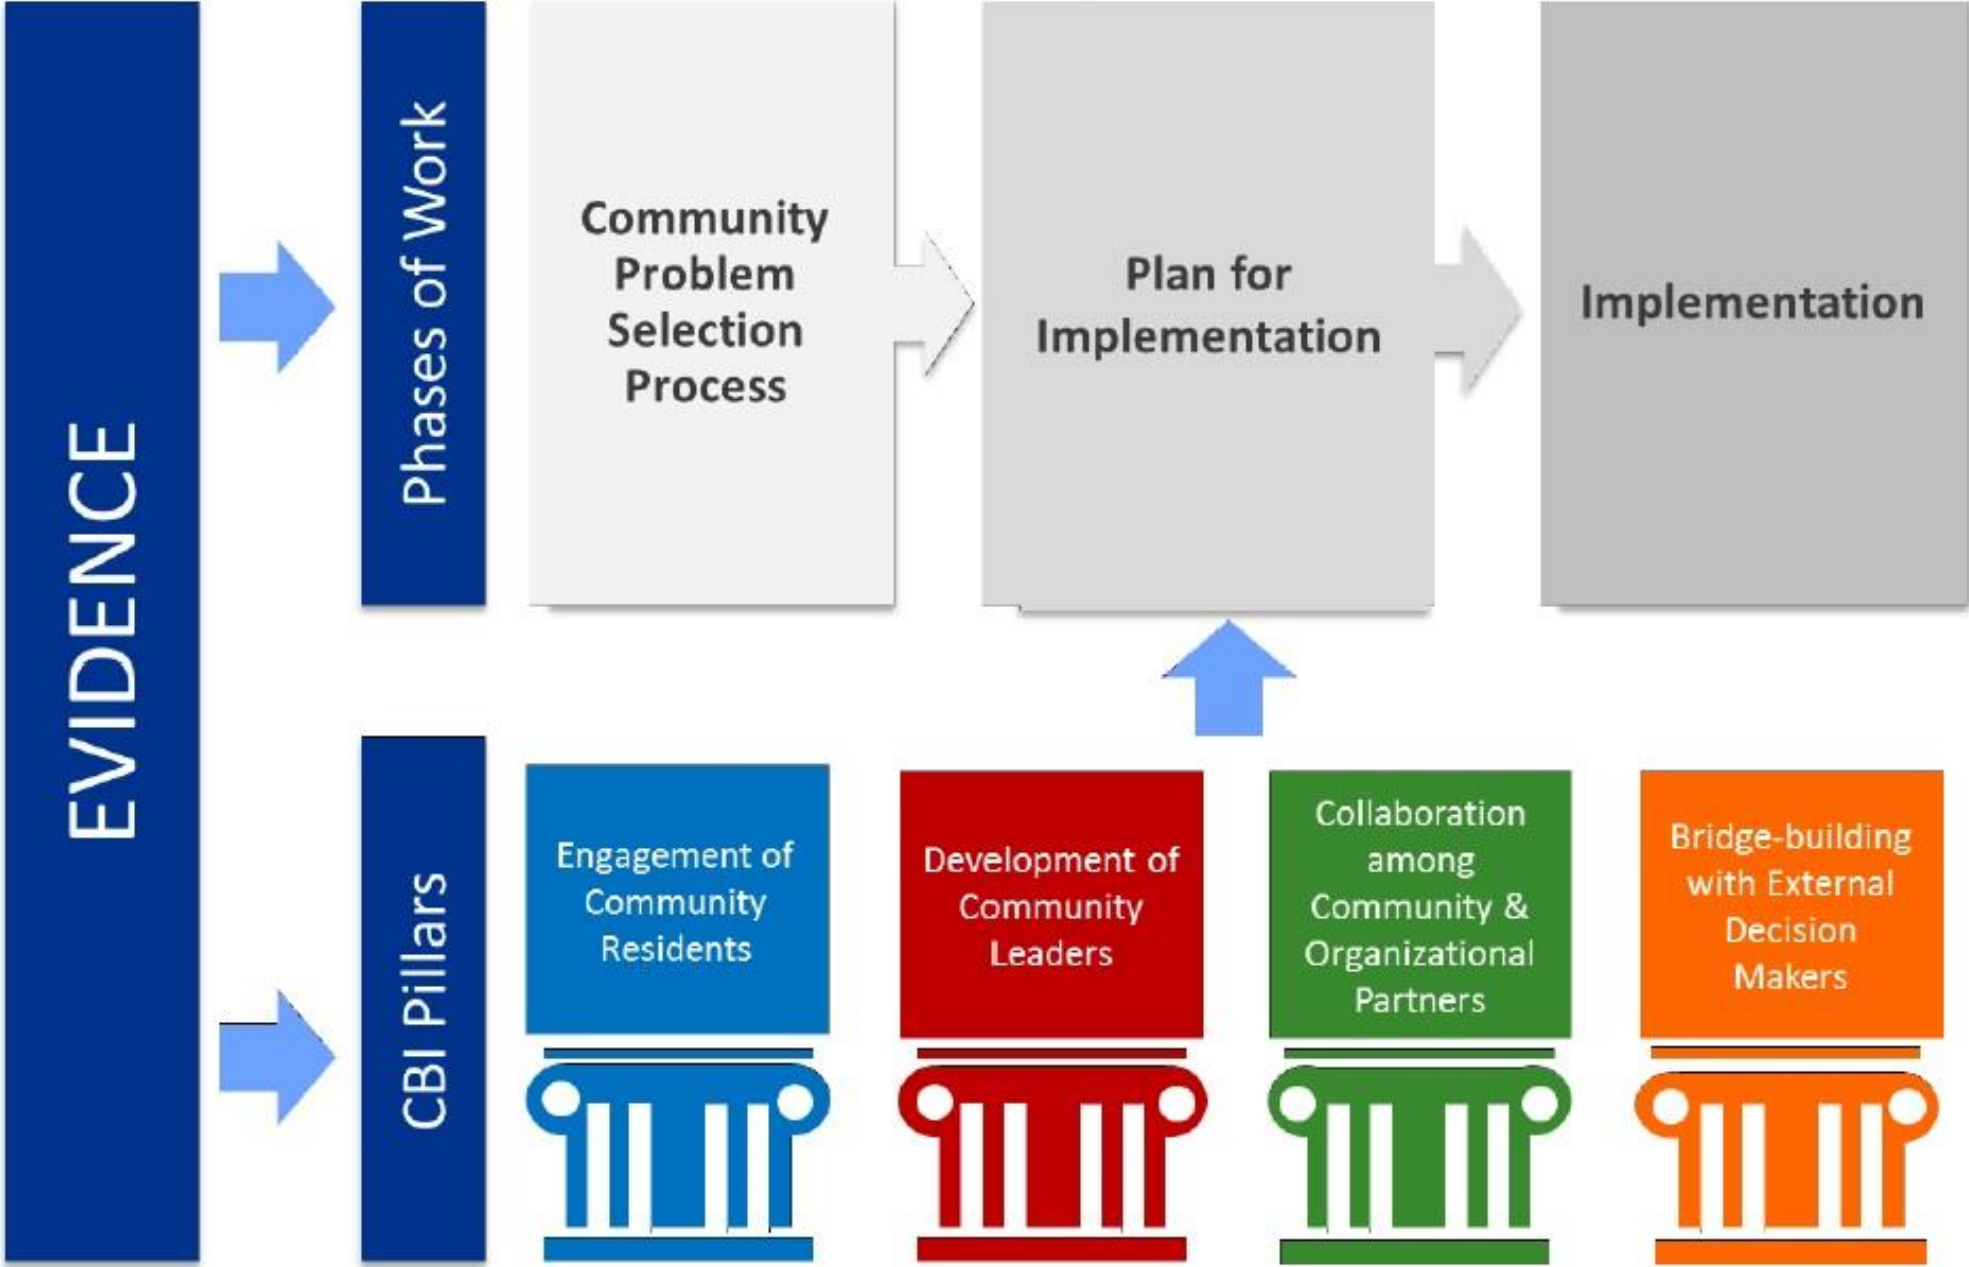 EVIDENCE
Phases of Work
Community
Problem
Selection
Process
Plan for
Implementation
Implementation
CBI Pillars
Engagement of
Community
Residents
Development of
Community
Leaders
Collaboration
among
Community &
Organizational
Partners
Bridge-building
with External
Decision
Makers